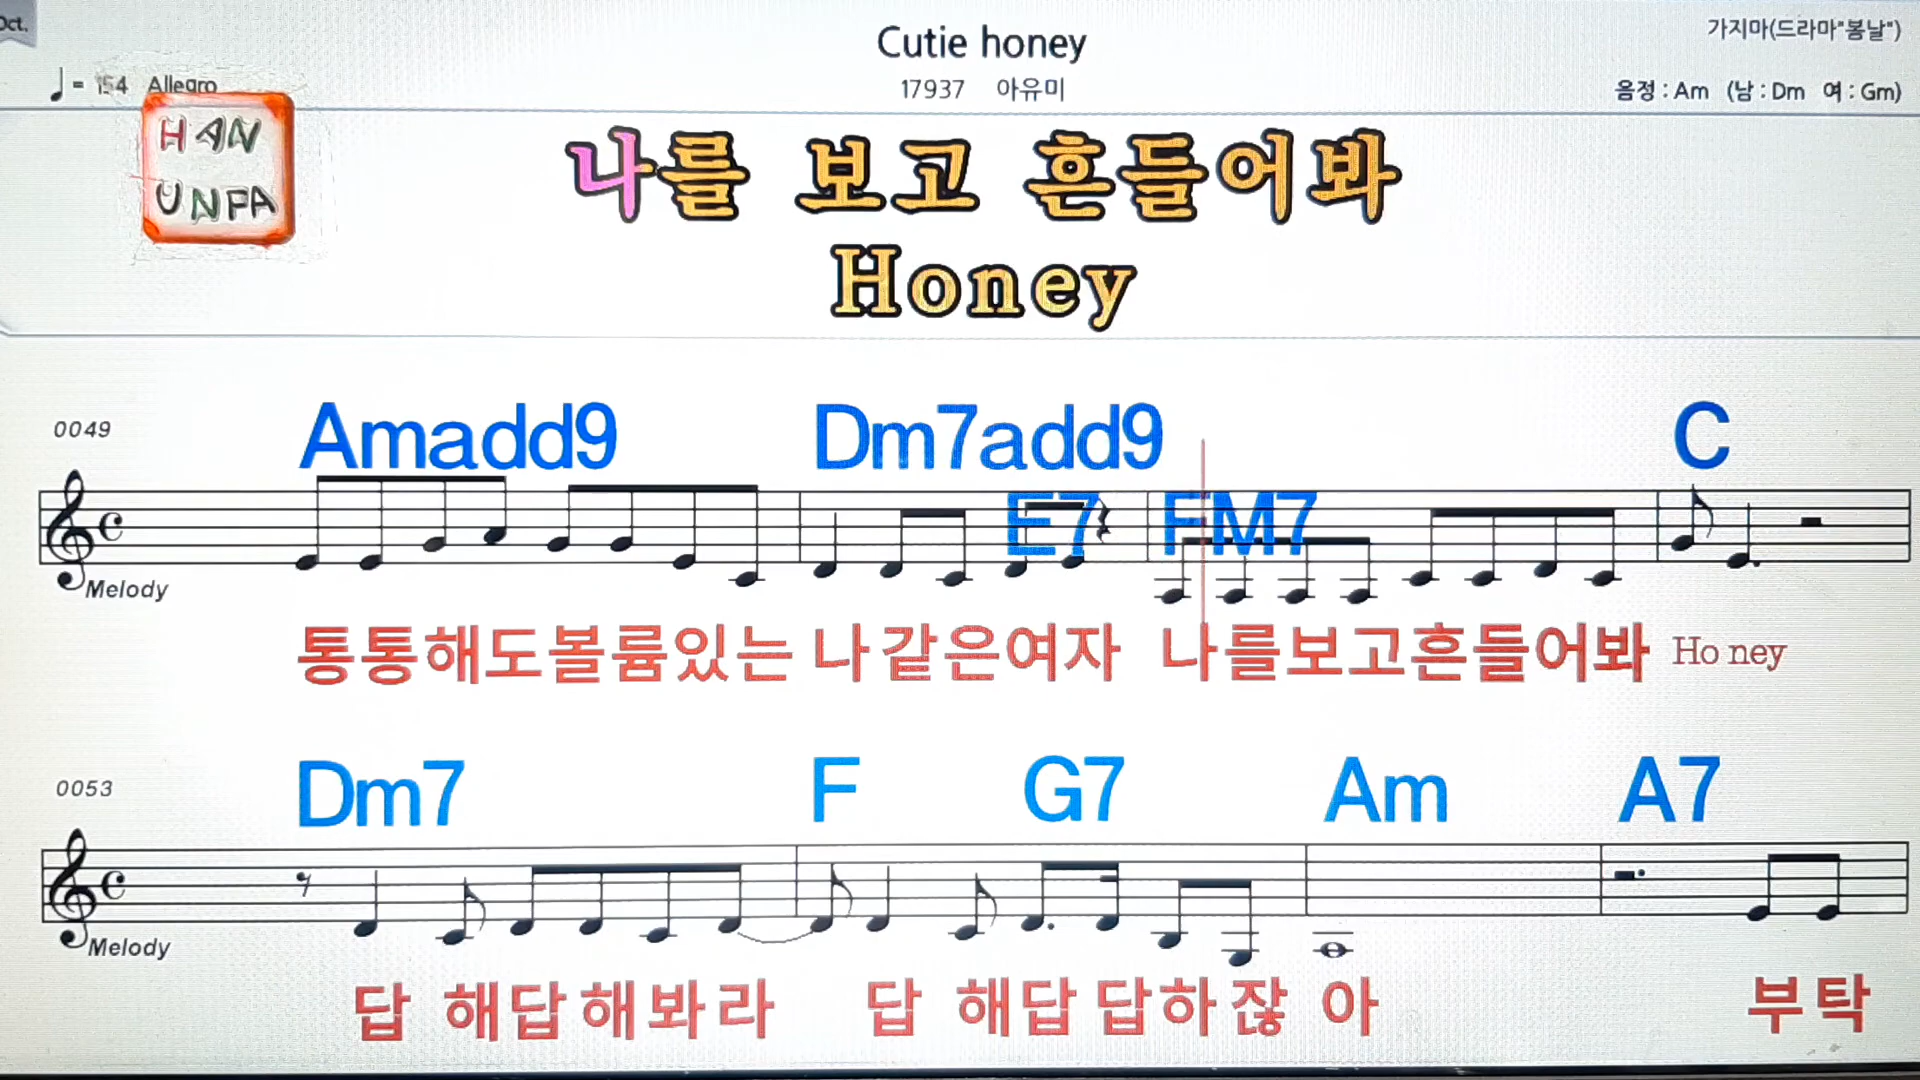 Oct.
Cutie honey
가지마(드라마"봄날")
= 154 Allegro
17937 아유미
음정 : Am (남 : Dm 여 : Gm)
HAN
UNFA
나를 보고 흔들어봐
Honey
0049
Amadd9 Dm7add9 C
E7 FM7
Melody
통통해도볼륨있는 나같은여자 나를보고흔들어봐 Ho ney
0053
Dm7 F G7 Am A7
Melody
답 해답해봐라 답 해답답하잖 아 부탁